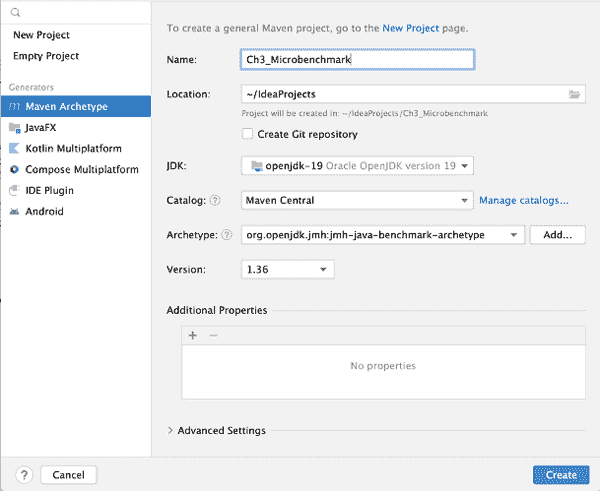 New Project
Empty Project
Generators
Maven Archetype
JavaFX
Kotlin Multiplatform
Compose Multiplatform
IDE Plugin
Android
To create a general Maven project, go to the New Project page.
Name: Ch3_Microbenchmark
Location: ~/IdeaProjects
Project will be created in: ~/IdeaProjects/Ch3_Microbenchmark
Create Git repository
JDK: openjdk-19 Oracle OpenJDK version 19
Catalog: ? Maven Central Manage catalogs...
Archetype: ? org.openjdk.jmh:jmh-java-benchmark-archetype Add...
Version: 1.36
Additional Properties
+ −
No properties
> Advanced Settings
? Cancel Create